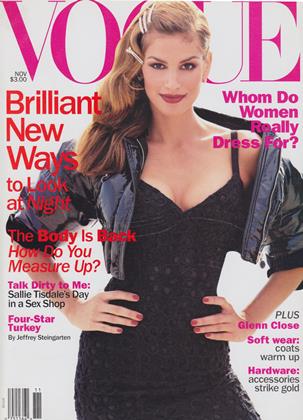 VOGUE
NOV
$3.00
Brilliant
New
Ways
to Look
at Night
The Body Is Back
How Do You
Measure Up?
Talk Dirty to Me:
Sallie Tisdale's Day
in a Sex Shop
Four-Star
Turkey
By Jeffrey Steingarten
Whom Do
Women
Really
Dress For?
PLUS
Glenn Close
Soft wear:
coats
warm up
Hardware:
accessories
strike gold
11